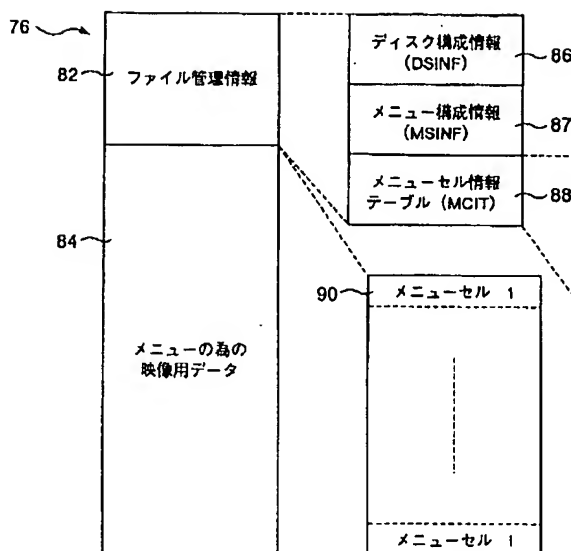 76
82
ファイル管理情報
84
メニューの為の
映像用データ
ディスク構成情報
(DSINF)
86
メニュー構成情報
(MSINF)
87
メニューセル情報
テーブル (MCIT)
88
90
メニューセル 1
メニューセル 1